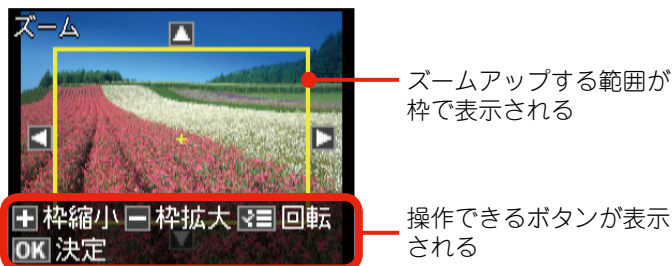 ズーム
ズームアップする範囲が
枠で表示される
+ 枠縮小 − 枠拡大 回転
OK 決定
操作できるボタンが表示
される